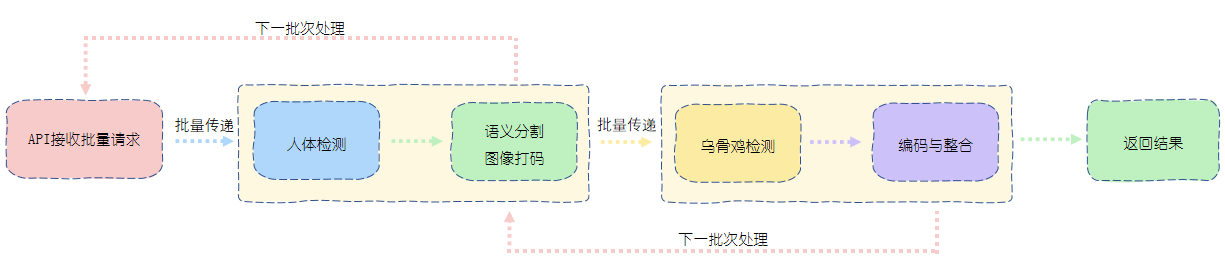 下一批次处理
API接收批量请求
批量传递
人体检测
语义分割
图像打码
批量传递
乌骨鸡检测
编码与整合
返回结果
下一批次处理